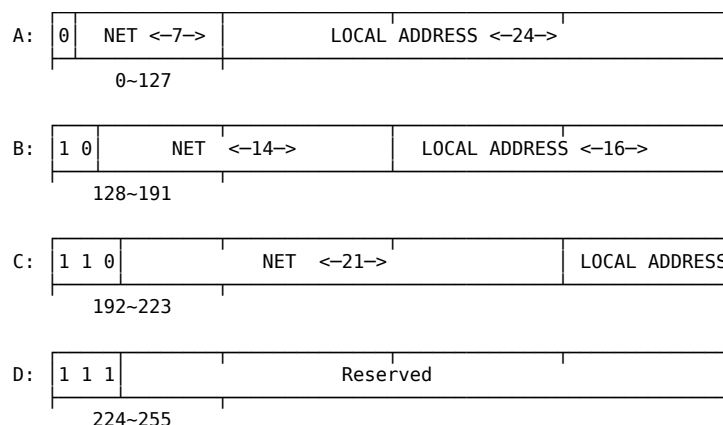 A: 0 NET <—7—> LOCAL ADDRESS <—24—>
0~127
B: 1 0 NET <—14—> LOCAL ADDRESS <—16—>
128~191
C: 1 1 0 NET <—21—> LOCAL ADDRESS
192~223
D: 1 1 1 Reserved
224~255